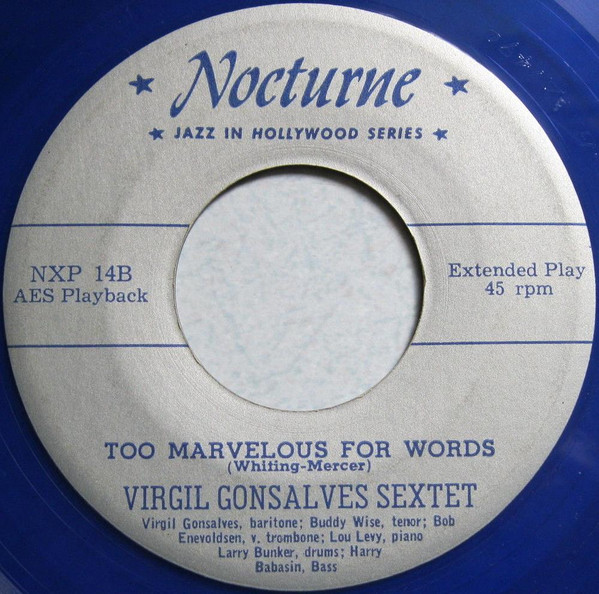 ★ Nocturne ★
★ JAZZ IN HOLLYWOOD SERIES ★
NXP 14B
AES Playback
Extended Play
45 rpm
TOO MARVELOUS FOR WORDS
(Whiting-Mercer)
VIRGIL GONSALVES SEXTET
Virgil Gonsalves, baritone; Buddy Wise, tenor; Bob
Enevoldsen, v. trombone; Lou Levy, piano
Larry Bunker, drums; Harry
Babasin, Bass